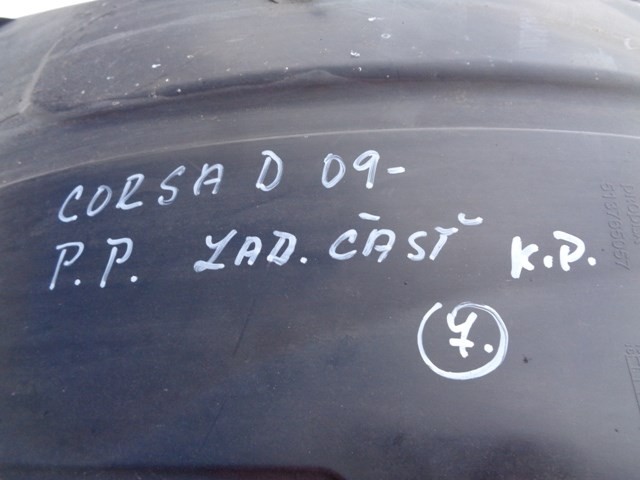 CORSA D 09-
P.P. ZAD. ČASŤ K.P.
7.